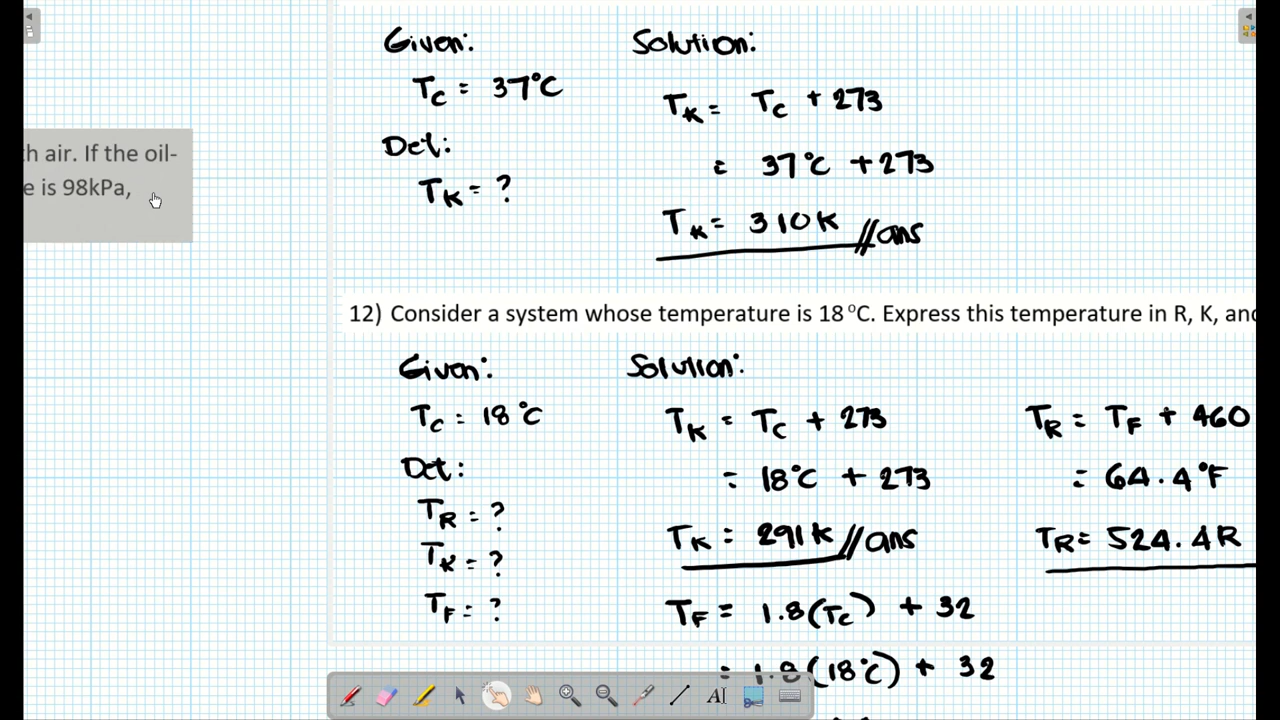 h air. If the oil-
e is 98kPa,
Given:
Tc = 37°C
Det:
TK = ?
Solution:
TK = Tc + 273
= 37°C + 273
TK = 310K //ans
12) Consider a system whose temperature is 18 °C. Express this temperature in R, K, and
Given:
Tc = 18°C
Det:
TR = ?
TK = ?
TF = ?
Solution:
TK = Tc + 273
= 18°C + 273
TK = 291K //ans
TF = 1.8(Tc) + 32
= 1.8(18°C) + 32
TR = TF + 460
= 64.4°F
TR = 524.4R
AI